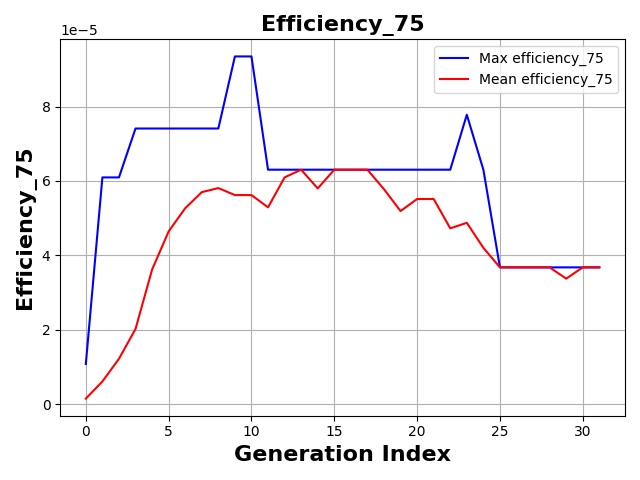 Efficiency_75
1e−5
Max efficiency_75
Mean efficiency_75
8
6
4
2
0
Efficiency_75
0 5 10 15 20 25 30
Generation Index